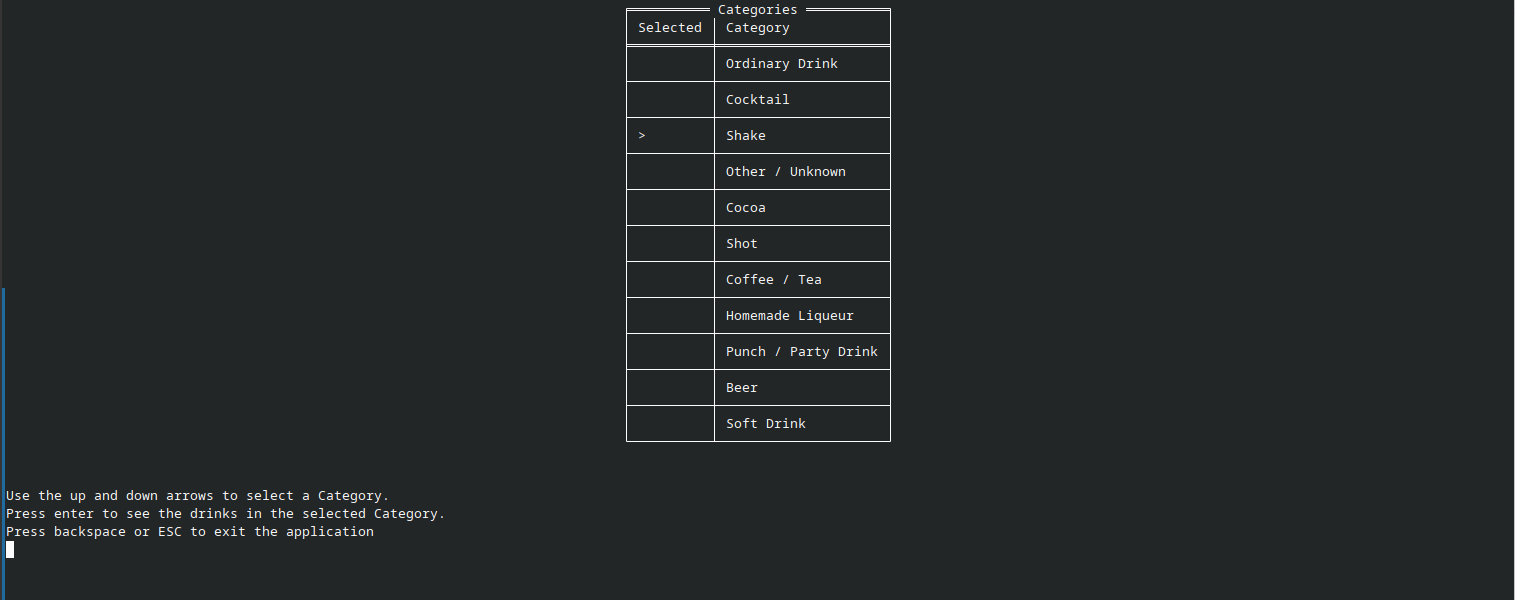 Categories
Selected Category
Ordinary Drink
Cocktail
> Shake
Other / Unknown
Cocoa
Shot
Coffee / Tea
Homemade Liqueur
Punch / Party Drink
Beer
Soft Drink
Use the up and down arrows to select a Category.
Press enter to see the drinks in the selected Category.
Press backspace or ESC to exit the application